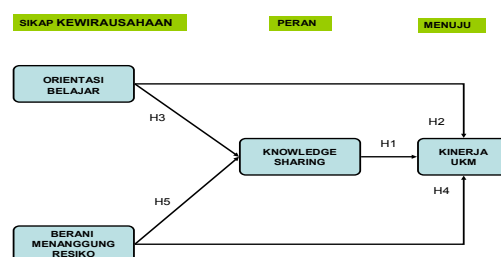 SIKAP KEWIRAUSAHAAN
PERAN
MENUJU
ORIENTASI
BELAJAR
H3
H2
KNOWLEDGE
SHARING
H1
KINERJA
UKM
H5
H4
BERANI
MENANGGUNG
RESIKO